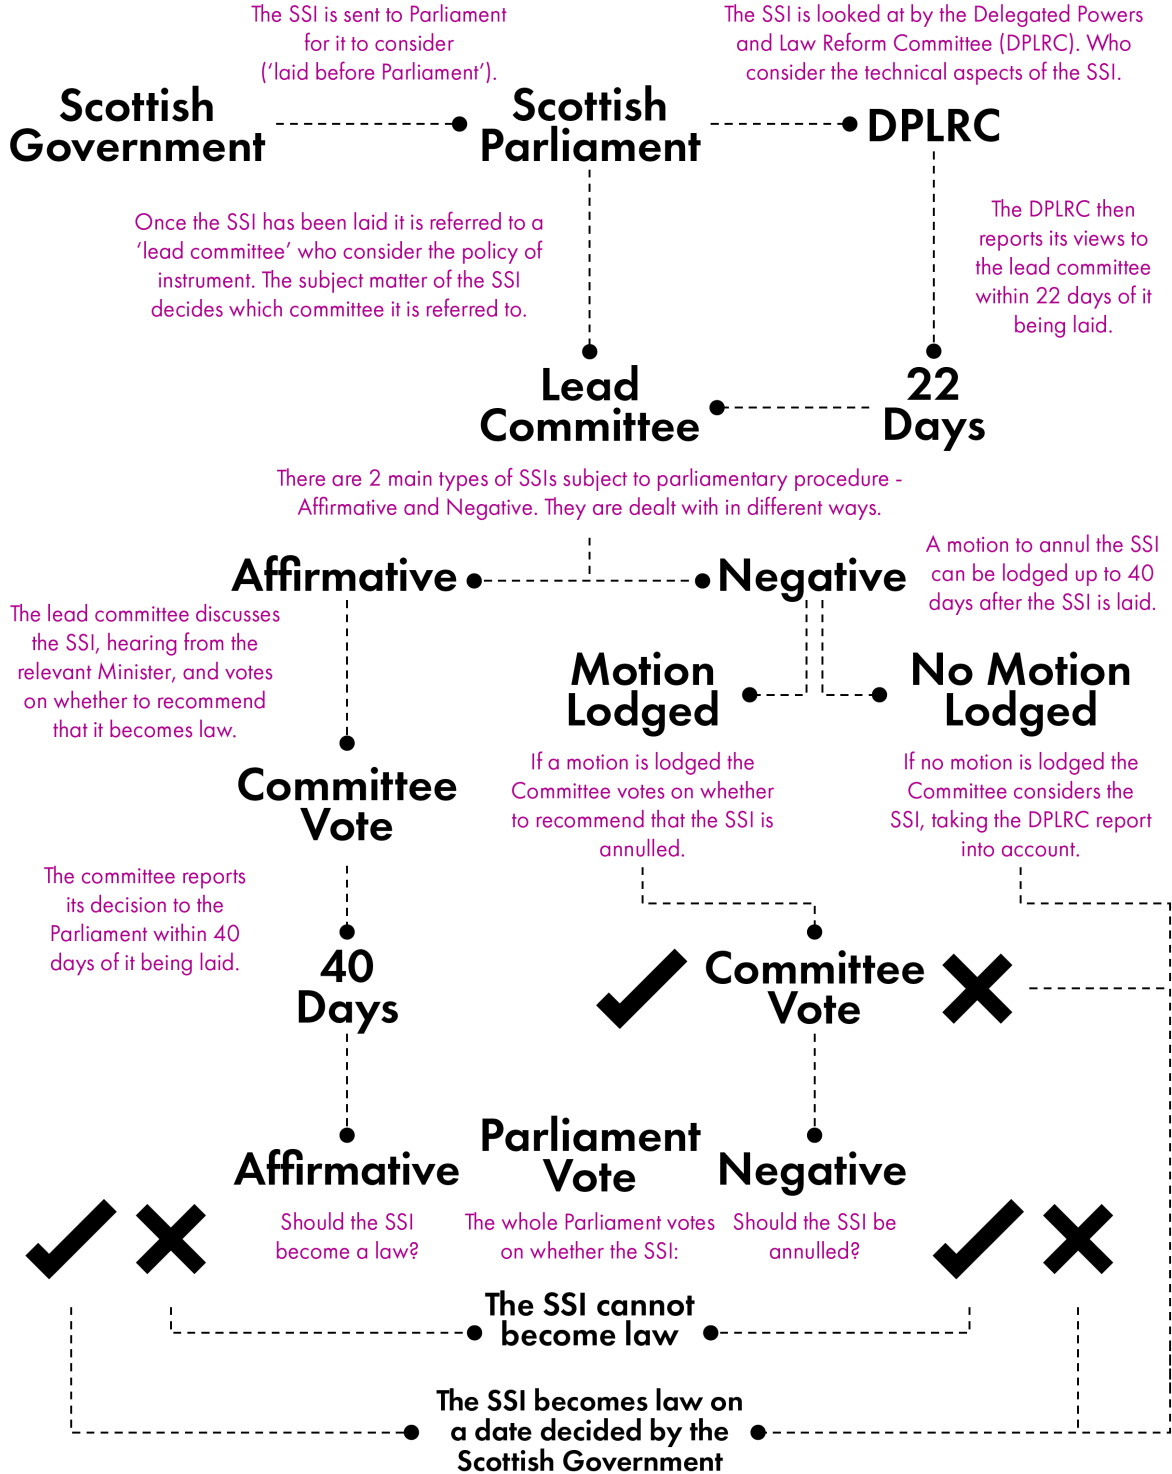 The SSI is sent to Parliament
for it to consider
(‘laid before Parliament’).
The SSI is looked at by the Delegated Powers
and Law Reform Committee (DPLRC). Who
consider the technical aspects of the SSI.
Scottish
Government
Scottish
Parliament
DPLRC
Once the SSI has been laid it is referred to a
‘lead committee’ who consider the policy of
instrument. The subject matter of the SSI
decides which committee it is referred to.
The DPLRC then
reports its views to
the lead committee
within 22 days of it
being laid.
Lead
Committee
22
Days
There are 2 main types of SSIs subject to parliamentary procedure -
Affirmative and Negative. They are dealt with in different ways.
Affirmative
Negative
A motion to annul the SSI
can be lodged up to 40
days after the SSI is laid.
The lead committee discusses
the SSI, hearing from the
relevant Minister, and votes
on whether to recommend
that it becomes law.
Motion
Lodged
No Motion
Lodged
If a motion is lodged the
Committee votes on whether
to recommend that the SSI is
annulled.
If no motion is lodged the
Committee considers the
SSI, taking the DPLRC report
into account.
Committee
Vote
The committee reports
its decision to the
Parliament within 40
days of it being laid.
40
Days
Committee
Vote
Affirmative
Parliament
Vote
Negative
Should the SSI
become a law?
The whole Parliament votes
on whether the SSI:
Should the SSI be
annulled?
The SSI cannot
become law
The SSI becomes law on
a date decided by the
Scottish Government